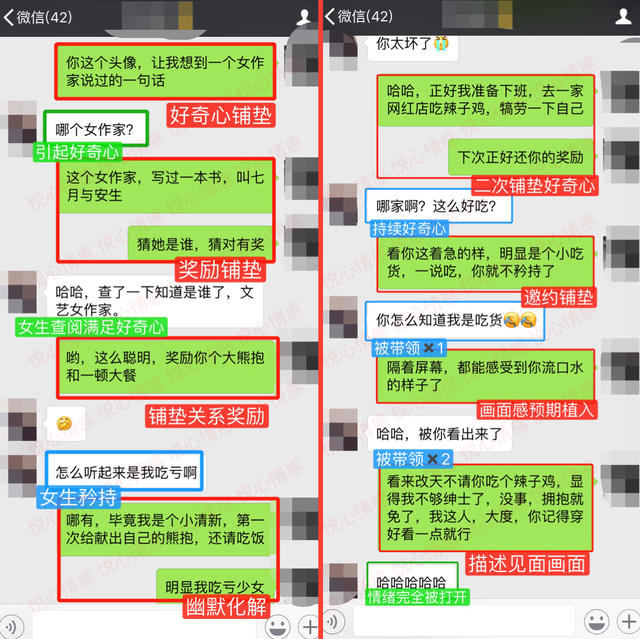 微信(42)
你这个头像，让我想到一个女作
家说过的一句话
好奇心铺垫
哪个女作家?
引起好奇心
这个女作家，写过一本书，叫七
月与安生
猜她是谁，猜对有奖
奖励铺垫
哈哈，查了一下知道是谁了，文
艺女作家。
女生查阅满足好奇心
哟，这么聪明，奖励你个大熊抱
和一顿大餐
铺垫关系奖励
怎么听起来是我吃亏啊
女生矜持
哪有，毕竟我是个小清新，第一
次给献出自己的熊抱，还请吃饭
明显我吃亏少女
幽默化解
微信(42)
你太坏了😭
哈哈，正好我准备下班，去一家
网红店吃辣子鸡，犒劳一下自己
下次正好还你的奖励
二次铺垫好奇心
哪家啊？这么好吃?
持续好奇心
看你这着急的样，明显是个小吃
货，一说吃，你就不矜持了
邀约铺垫
你怎么知道我是吃货
被带领✖1
隔着屏幕，都能感受到你流口水
的样子了
画面感预期植入
哈哈，被你看出来了
被带领✖2
看来改天不请你吃个辣子鸡，显
得我不够绅士了，没事，拥抱就
免了，我这人，大度，你记得穿
好看一点就行
描述见面画面
哈哈哈哈哈
情绪完全被打开
悦心情感